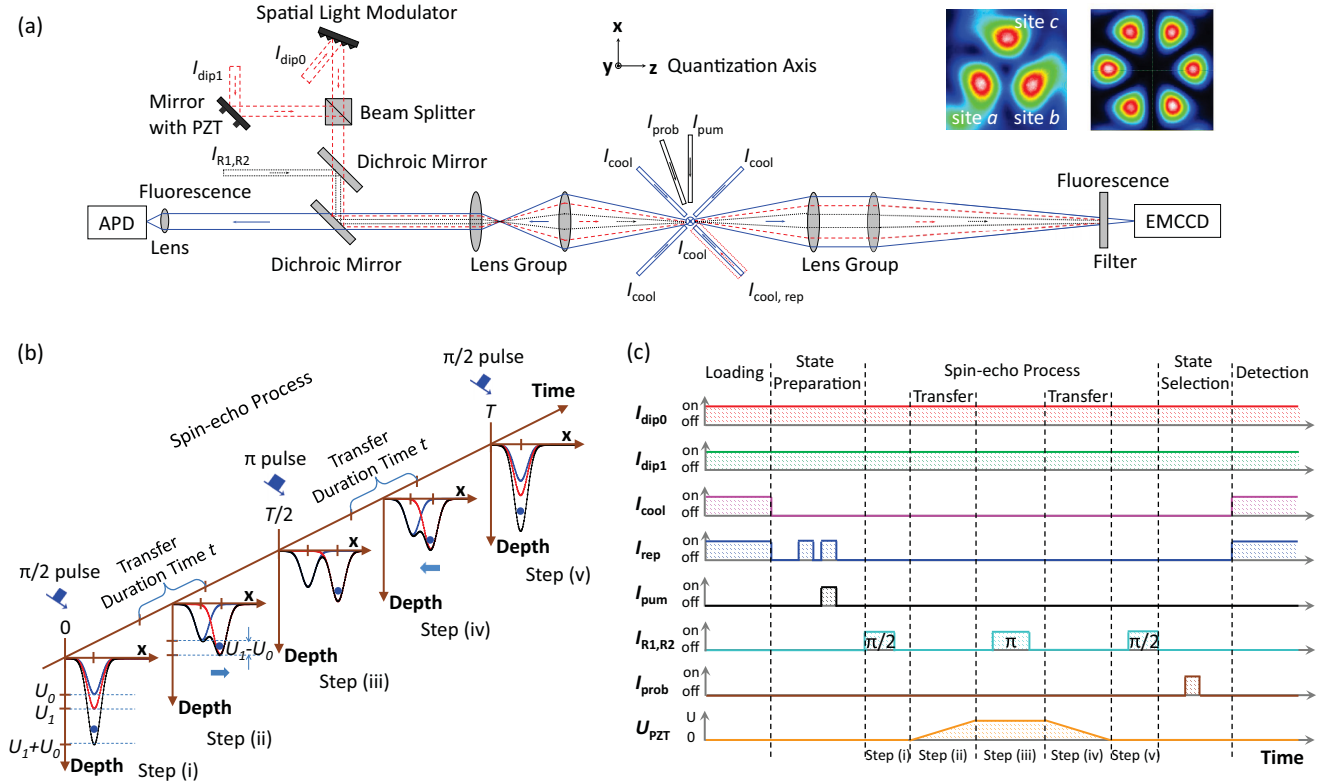 (a)
Spatial Light Modulator
I_dip0
I_dip1
Mirror
with PZT
Beam Splitter
I_R1,R2
Dichroic Mirror
Fluorescence
APD
Lens
Dichroic Mirror
Lens Group
x
y
z
Quantization Axis
I_prob
I_pum
I_cool
I_cool
I_cool
I_cool
I_cool, rep
Lens Group
site c
site a
site b
Fluorescence
EMCCD
Filter
(b)
Spin-echo Process
π/2 pulse
0
Transfer
Duration Time t
π pulse
T/2
Transfer
Duration Time t
π/2 pulse
T
Time
x
U_0
U_1
U_1+U_0
Depth
Step (i)
x
U_1-U_0
Depth
Step (ii)
x
Depth
Step (iii)
x
Depth
Step (iv)
x
Depth
Step (v)
(c)
Loading
State
Preparation
Spin-echo Process
State
Selection
Detection
Transfer
Transfer
I_dip0
on
off
I_dip1
on
off
I_cool
on
off
I_rep
on
off
I_pum
on
off
I_R1,R2
on
off
π/2
π
π/2
I_prob
on
off
U_PZT
U
0
Step (i)
Step (ii)
Step (iii)
Step (iv)
Step (v)
Time